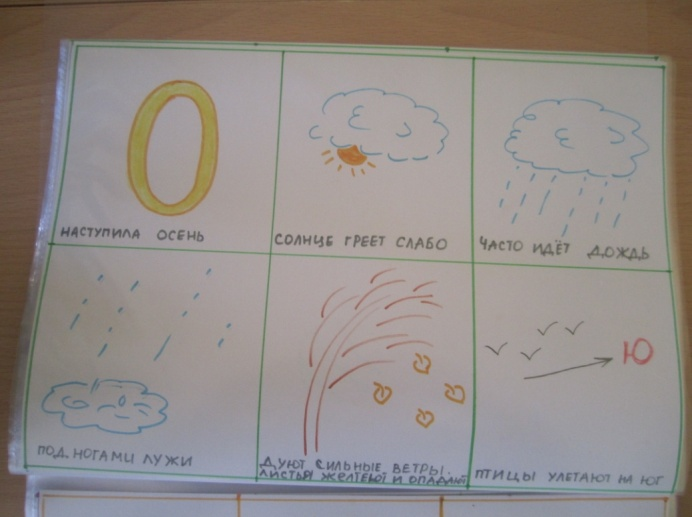 О
НАСТУПИЛА ОСЕНЬ
СОЛНЦЕ ГРЕЕТ СЛАБО
ЧАСТО ИДЁТ ДОЖДЬ
ПОД НОГАМИ ЛУЖИ
ДУЮТ СИЛЬНЫЕ ВЕТРЫ.
ЛИСТЬЯ ЖЕЛТЕЮТ И ОПАДАЮТ
Ю
ПТИЦЫ УЛЕТАЮТ НА ЮГ